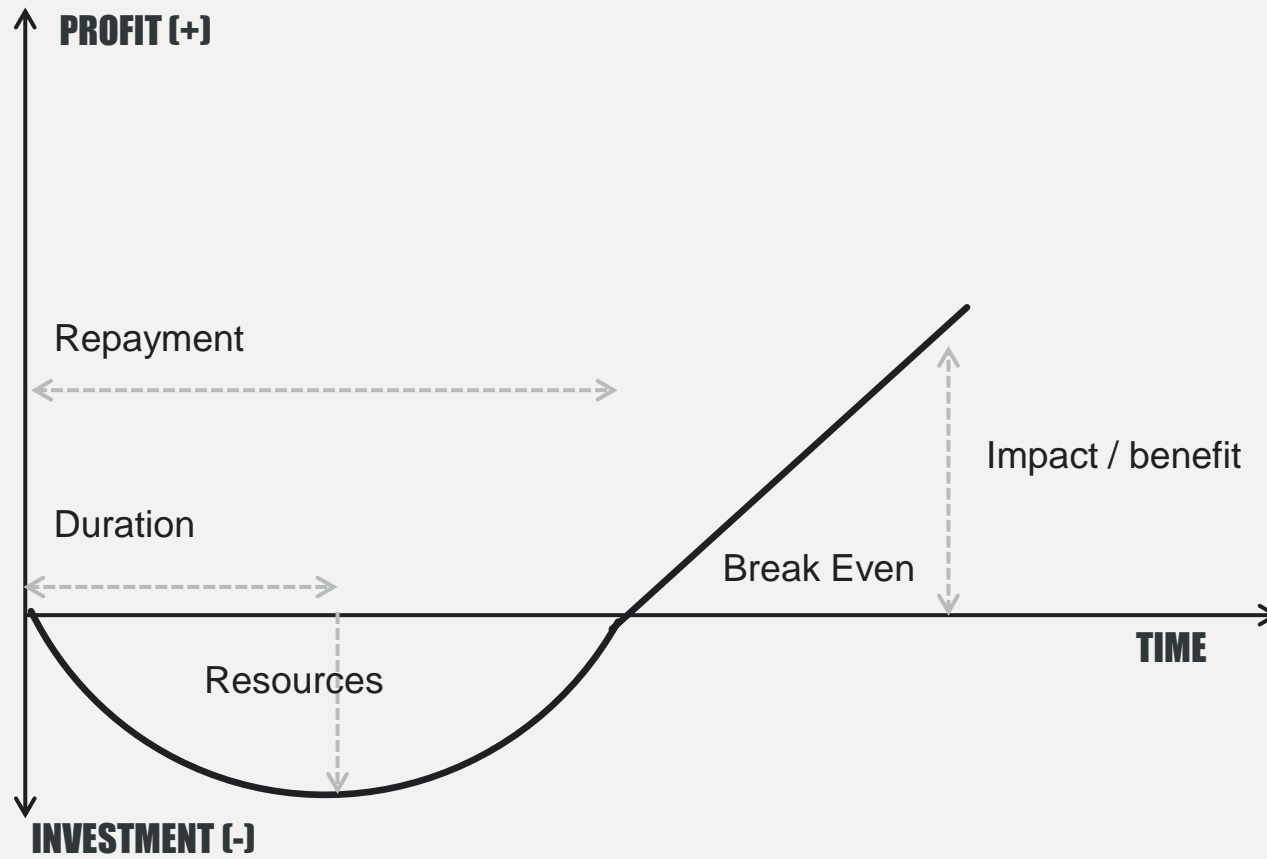 PROFIT (+)
Repayment
Impact / benefit
Duration
Break Even
TIME
Resources
INVESTMENT (-)